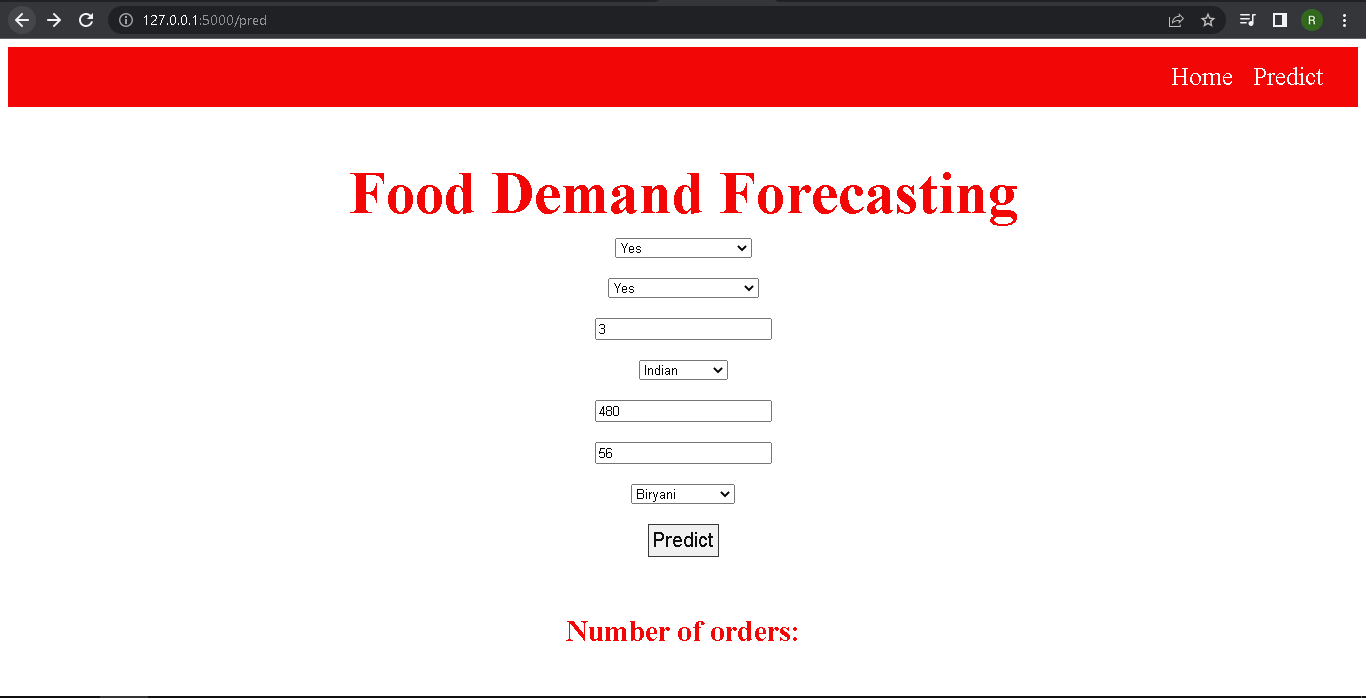 127.0.0.1:5000/pred
R
Home Predict
Food Demand Forecasting
Yes
Yes
3
Indian
480
56
Biryani
Predict
Number of orders: